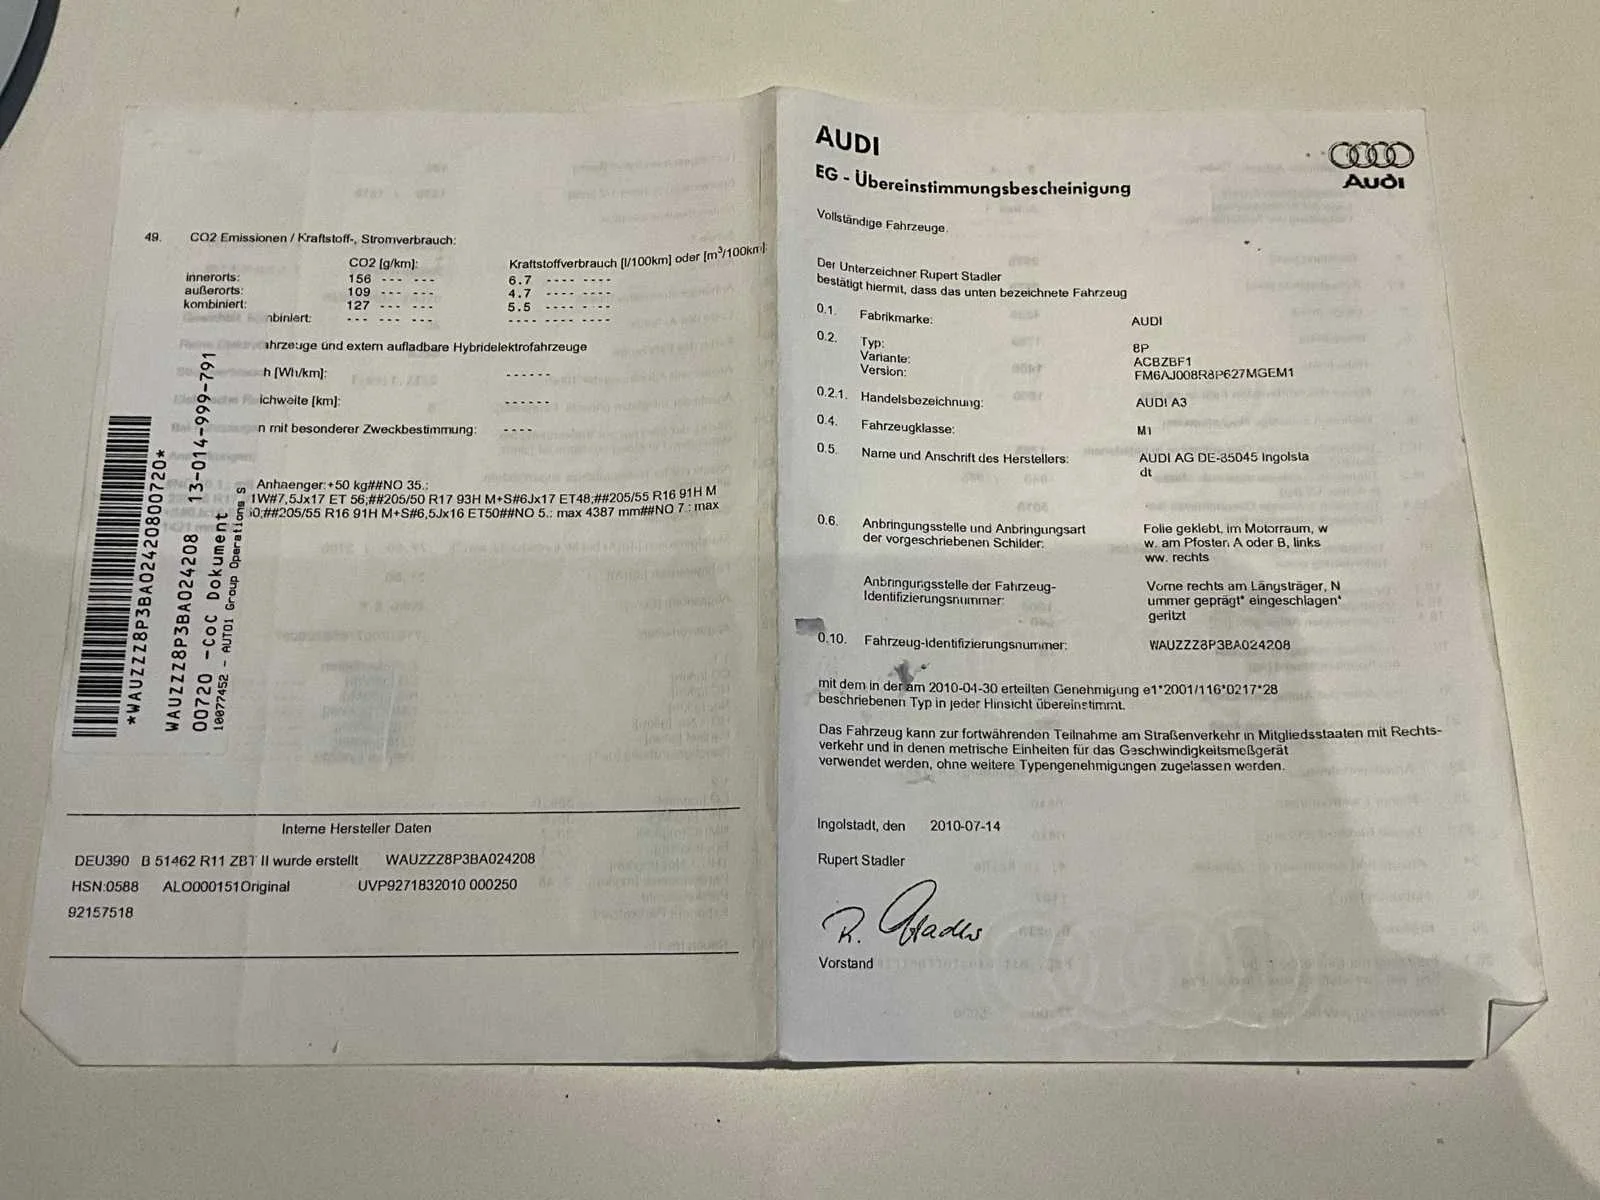 49. CO2 Emissionen / Kraftstoff-, Stromverbrauch:
CO2 [g/km]: Kraftstoffverbrauch [l/100km] oder [m³/100km]:
innerorts: 156 --- --- 6.7 ---- ----
außerorts: 109 --- --- 4.7 ---- ----
kombiniert: 127 --- --- 5.5 ---- ----
nbiniert: --- --- --- ---- ---- ----
ahrzeuge und extern aufladbare Hybridelektrofahrzeuge
h [Wh/km]: ------
ichweite [km]: ------
n mit besonderer Zweckbestimmung: ----
Anhaenger:+50 kg##NO 35.:
1W#7,5Jx17 ET 56;##205/50 R17 93H M+S#6Jx17 ET48;##205/55 R16 91H M
;##205/55 R16 91H M+S#6,5Jx16 ET50##NO 5.: max 4387 mm##NO 7.: max
*WAUZZZ8P3BA02420800720*
WAUZZZ8P3BA024208 13-014-999-791
00720 -CoC Dokument
10077452 - AUTO1 Group Operations S
Interne Hersteller Daten
DEU390 B 51462 R11 ZBT II wurde erstellt WAUZZZ8P3BA024208
HSN:0588 ALO000151Original UVP9271832010 000250
92157518
AUDI
Audi
EG - Übereinstimmungsbescheinigung
Vollständige Fahrzeuge.
Der Unterzeichner Rupert Stadler
bestätigt hiermit, dass das unten bezeichnete Fahrzeug
0.1. Fabrikmarke: AUDI
0.2. Typ: 8P
Variante: ACBZBF1
Version: FM6AJ008R8P627MGEM1
0.2.1. Handelsbezeichnung: AUDI A3
0.4. Fahrzeugklasse: M1
0.5. Name und Anschrift des Herstellers: AUDI AG DE-85045 Ingolsta
dt
0.6. Anbringungsstelle und Anbringungsart Folie geklebt, im Motorraum, w
der vorgeschriebenen Schilder: w. am Pfosten A oder B, links
ww. rechts
Anbringungsstelle der Fahrzeug- Vorne rechts am Längsträger, N
Identifizierungsnummer: ummer geprägt* eingeschlagen*
geritzt
0.10. Fahrzeug-Identifizierungsnummer: WAUZZZ8P3BA024208
mit dem in der am 2010-04-30 erteilten Genehmigung e1*2001/116*0217*28
beschriebenen Typ in jeder Hinsicht übereinstimmt.
Das Fahrzeug kann zur fortwährenden Teilnahme am Straßenverkehr in Mitgliedsstaaten mit Rechts-
verkehr und in denen metrische Einheiten für das Geschwindigkeitsmeßgerät
verwendet werden, ohne weitere Typengenehmigungen zugelassen werden.
Ingolstadt, den 2010-07-14
Rupert Stadler
R. Stadler
Vorstand